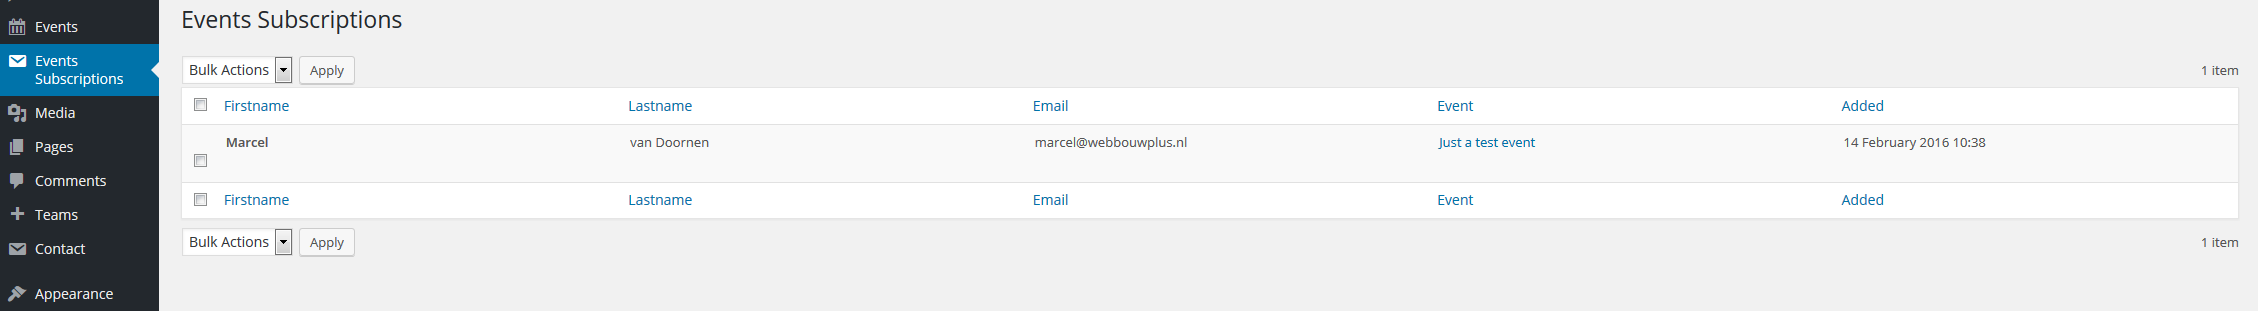 Events
Events
Subscriptions
Media
Pages
Comments
Teams
Contact
Appearance
Events Subscriptions
Bulk Actions Apply 1 item
Firstname Lastname Email Event Added
Marcel van Doornen marcel@webbouwplus.nl Just a test event 14 February 2016 10:38
Firstname Lastname Email Event Added
Bulk Actions Apply 1 item